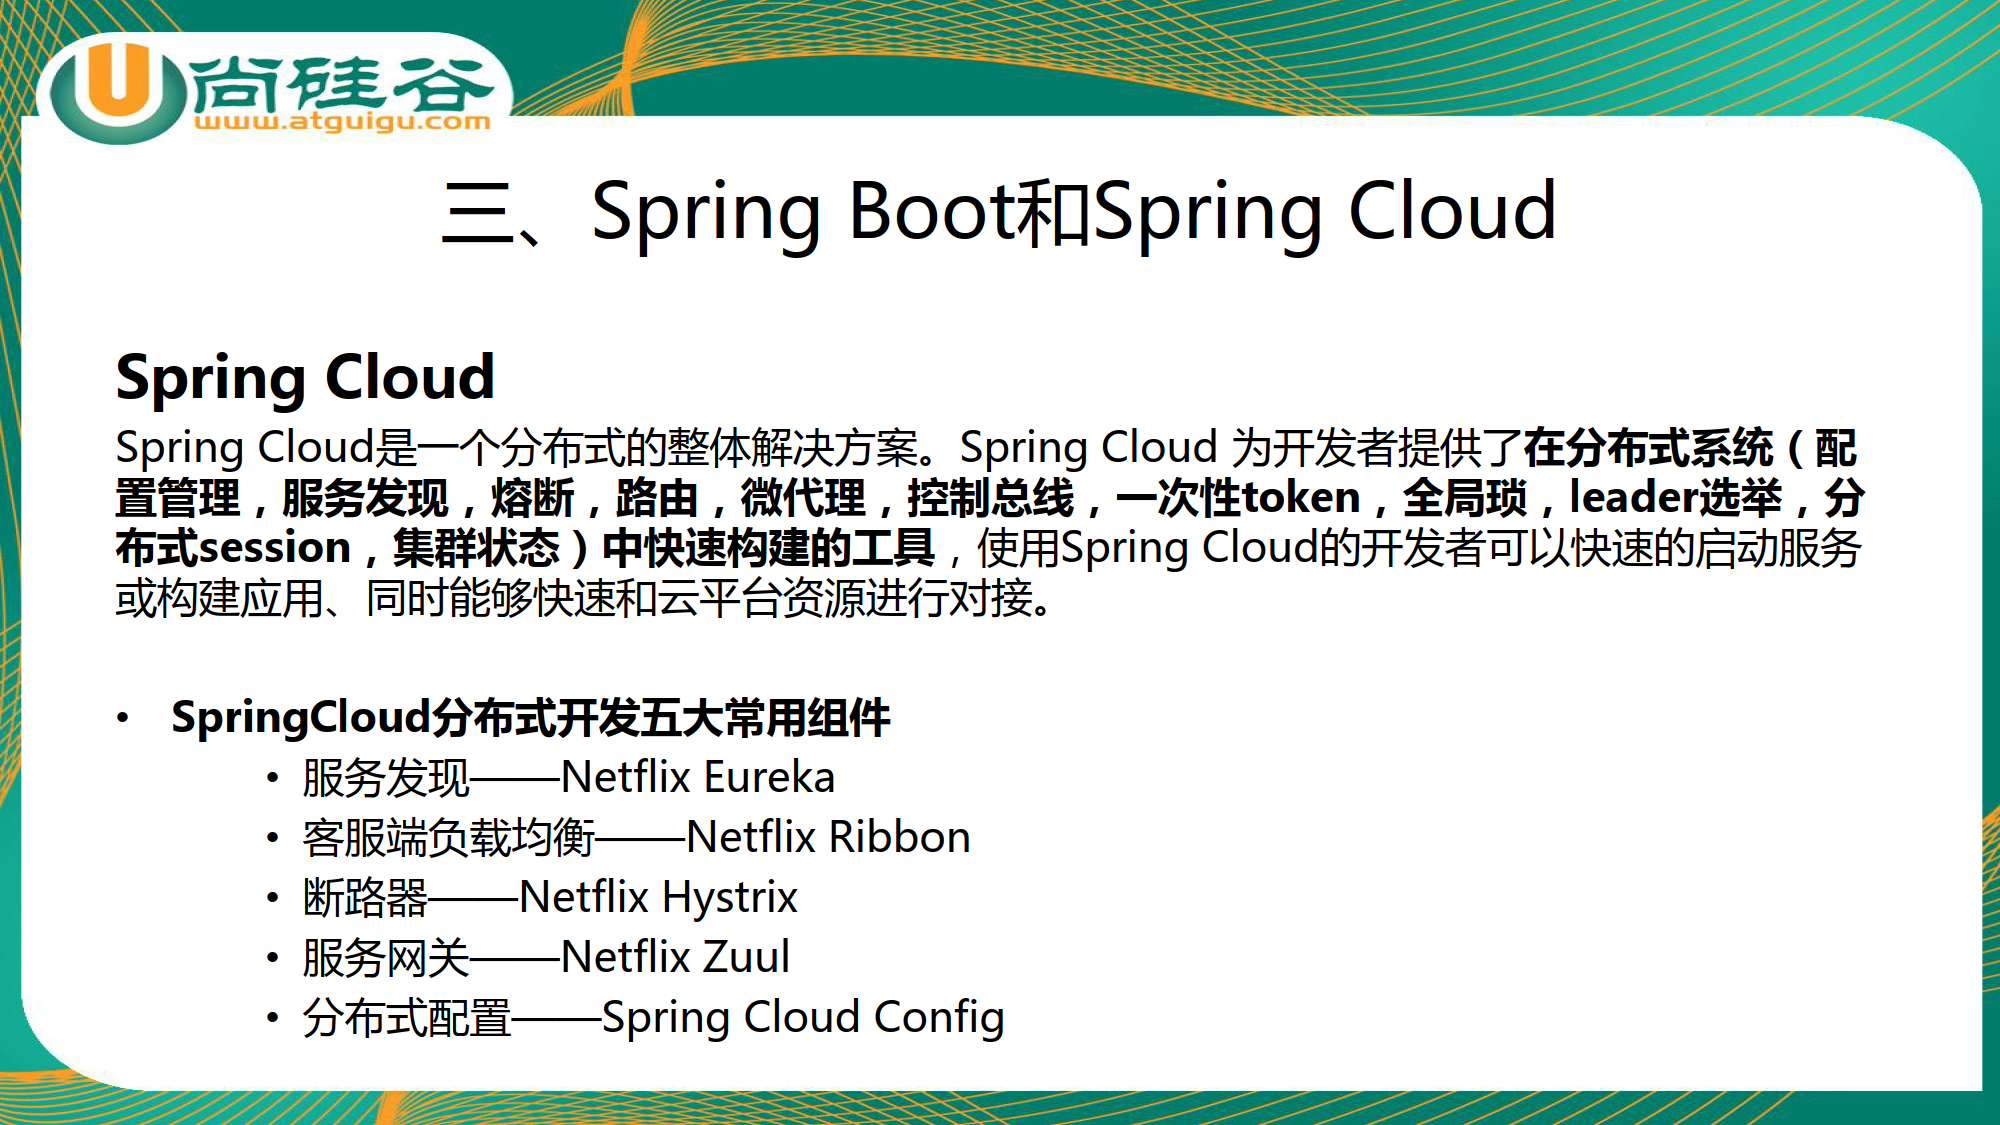 尚硅谷
www.atguigu.com
三、Spring Boot和Spring Cloud
Spring Cloud
Spring Cloud是一个分布式的整体解决方案。Spring Cloud 为开发者提供了在分布式系统（配
置管理，服务发现，熔断，路由，微代理，控制总线，一次性token，全局琐，leader选举，分
布式session，集群状态）中快速构建的工具，使用Spring Cloud的开发者可以快速的启动服务
或构建应用、同时能够快速和云平台资源进行对接。
• SpringCloud分布式开发五大常用组件
• 服务发现——Netflix Eureka
• 客服端负载均衡——Netflix Ribbon
• 断路器——Netflix Hystrix
• 服务网关——Netflix Zuul
• 分布式配置——Spring Cloud Config